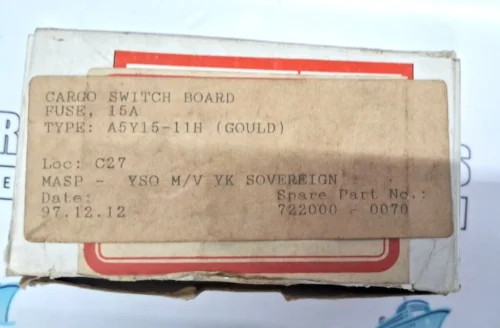 CARGO SWITCH BOARD
FUSE, 15A
TYPE: A5Y15-11H (GOULD)
Loc: C27
MASP - YSO M/V YK SOVEREIGN
Date: Spare Part No.:
97.12.12 722000 - 0070